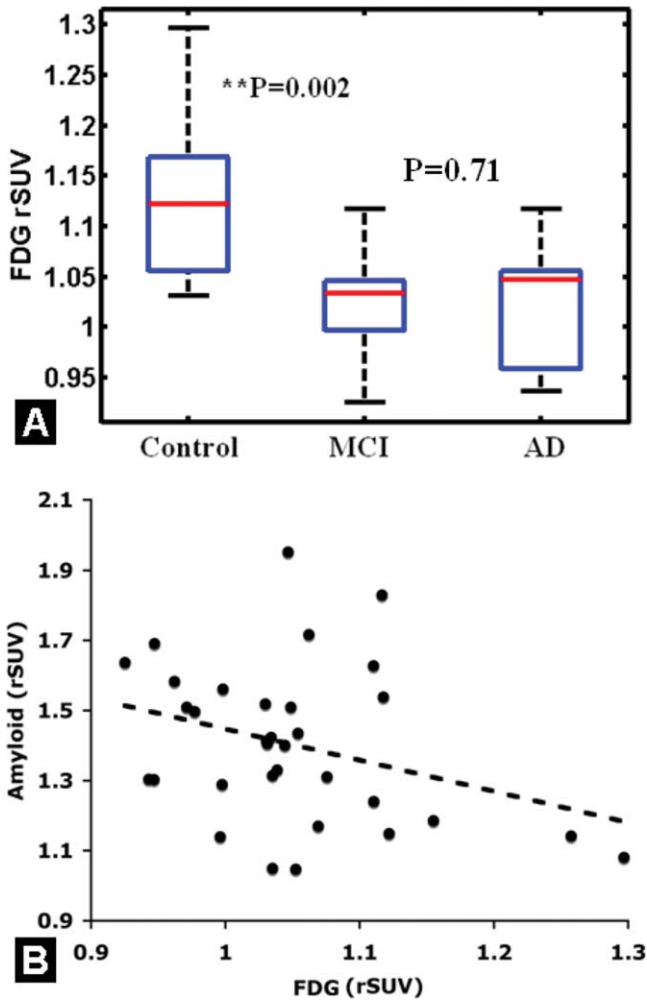 1.3
1.25
**P=0.002
1.2
P=0.71
1.15
FDG rSUV
1.1
1.05
1
0.95
A
Control MCI AD
2.1
1.9
1.7
Amyloid (rSUV)
1.5
1.3
1.1
0.9
0.9 1 1.1 1.2 1.3
B
FDG (rSUV)